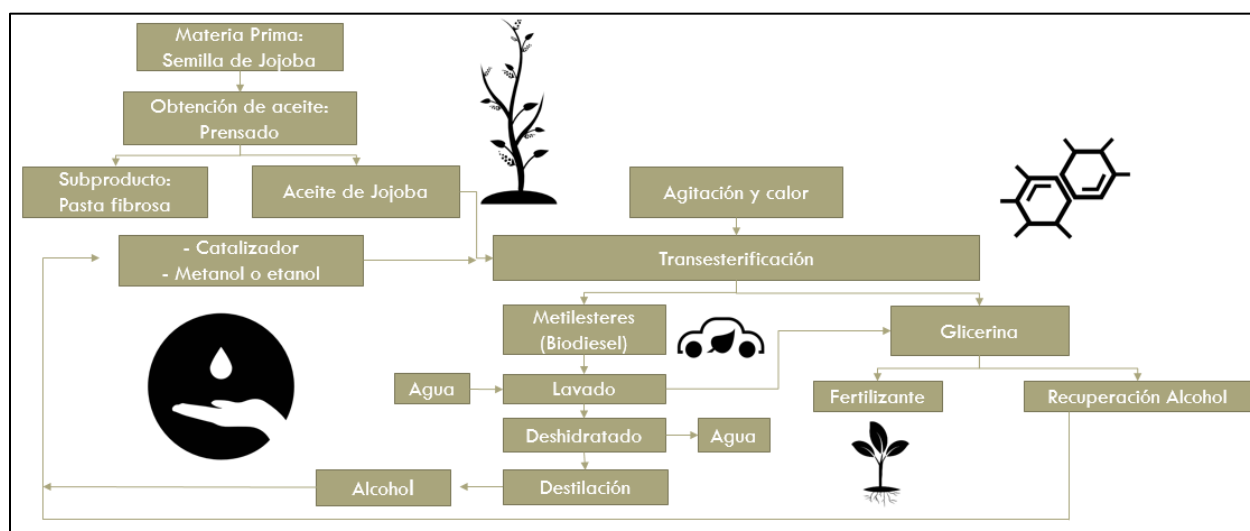 Materia Prima:
Semilla de Jojoba
Obtención de aceite:
Prensado
Subproducto:
Pasta fibrosa
Aceite de Jojoba
Agitación y calor
- Catalizador
- Metanol o etanol
Transesterificación
Metilesteres
(Biodiesel)
Glicerina
Agua
Lavado
Fertilizante
Recuperación Alcohol
Deshidratado
Agua
Alcohol
Destilación